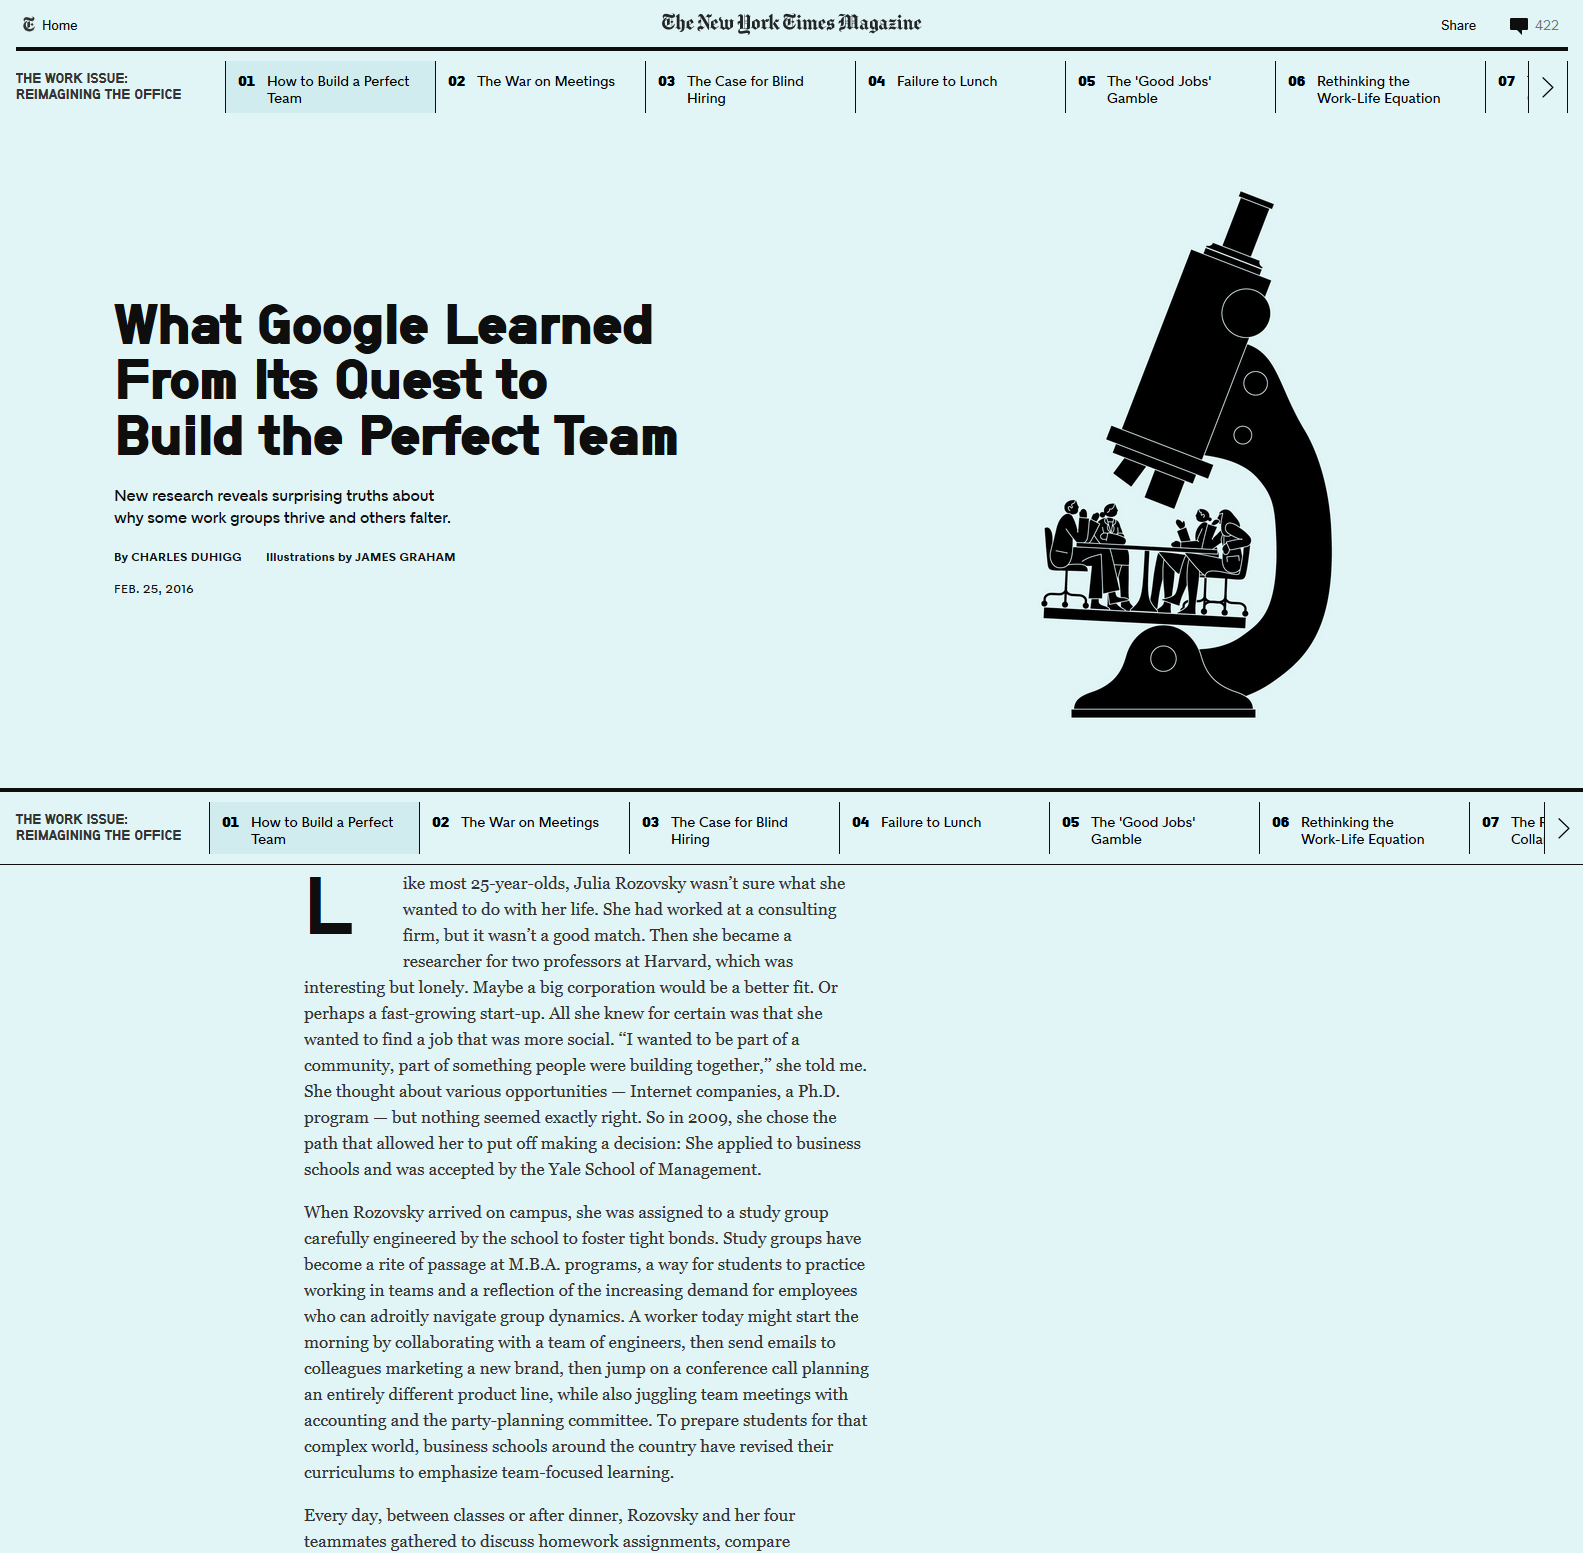 Home
The New York Times Magazine
Share
422
THE WORK ISSUE:
REIMAGINING THE OFFICE
01 How to Build a Perfect
Team
02 The War on Meetings
03 The Case for Blind
Hiring
04 Failure to Lunch
05 The 'Good Jobs'
Gamble
06 Rethinking the
Work-Life Equation
07
What Google Learned
From Its Quest to
Build the Perfect Team
New research reveals surprising truths about
why some work groups thrive and others falter.
By CHARLES DUHIGG Illustrations by JAMES GRAHAM
FEB. 25, 2016
THE WORK ISSUE:
REIMAGINING THE OFFICE
01 How to Build a Perfect
Team
02 The War on Meetings
03 The Case for Blind
Hiring
04 Failure to Lunch
05 The 'Good Jobs'
Gamble
06 Rethinking the
Work-Life Equation
07 The
Like most 25-year-olds, Julia Rozovsky wasn’t sure what she
wanted to do with her life. She had worked at a consulting
firm, but it wasn’t a good match. Then she became a
researcher for two professors at Harvard, which was
interesting but lonely. Maybe a big corporation would be a better fit. Or
perhaps a fast-growing start-up. All she knew for certain was that she
wanted to find a job that was more social. “I wanted to be part of a
community, part of something people were building together,” she told me.
She thought about various opportunities — Internet companies, a Ph.D.
program — but nothing seemed exactly right. So in 2009, she chose the
path that allowed her to put off making a decision: She applied to business
schools and was accepted by the Yale School of Management.
When Rozovsky arrived on campus, she was assigned to a study group
carefully engineered by the school to foster tight bonds. Study groups have
become a rite of passage at M.B.A. programs, a way for students to practice
working in teams and a reflection of the increasing demand for employees
who can adroitly navigate group dynamics. A worker today might start the
morning by collaborating with a team of engineers, then send emails to
colleagues marketing a new brand, then jump on a conference call planning
an entirely different product line, while also juggling team meetings with
accounting and the party-planning committee. To prepare students for that
complex world, business schools around the country have revised their
curriculums to emphasize team-focused learning.
Every day, between classes or after dinner, Rozovsky and her four
teammates gathered to discuss homework assignments, compare